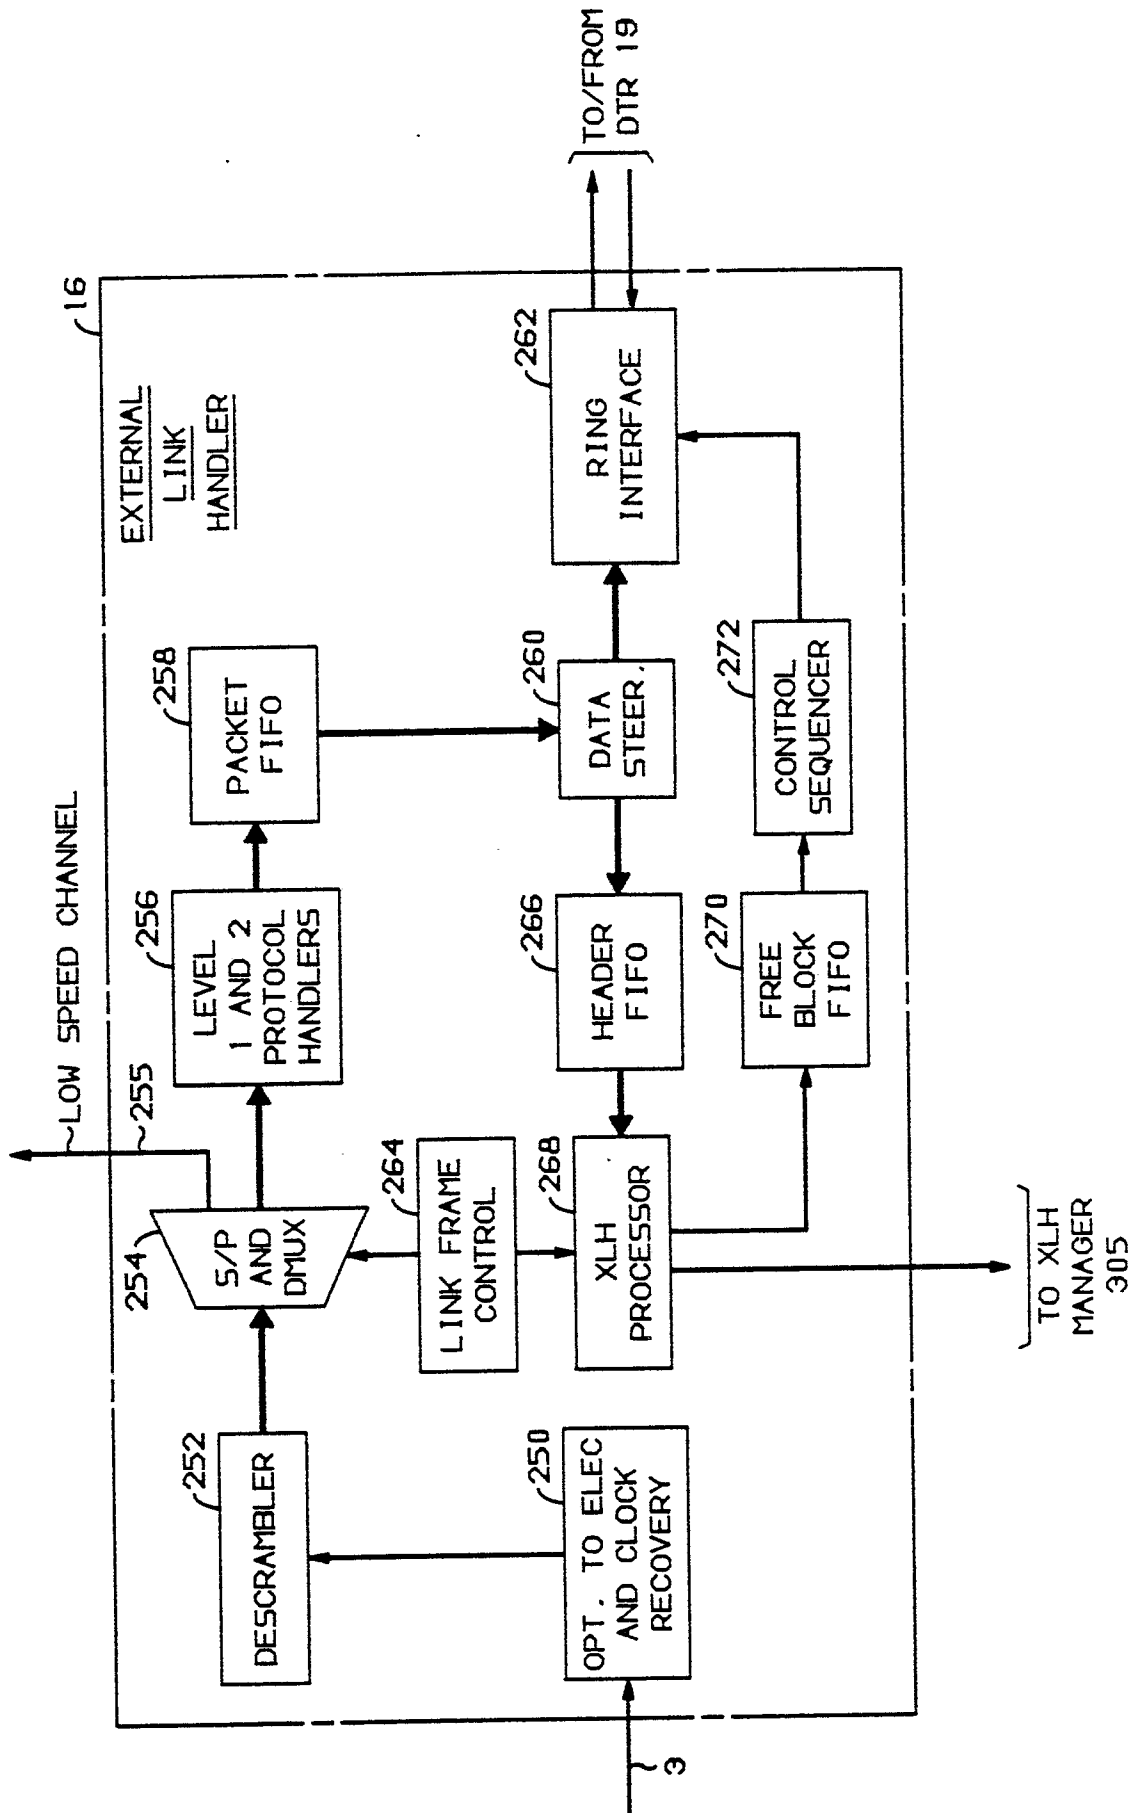 EXTERNAL
LINK
HANDLER
16
3
OPT. TO ELEC
AND CLOCK
RECOVERY
250
DESCRAMBLER
252
S/P
AND
DMUX
254
LOW SPEED CHANNEL
255
LEVEL
1 AND 2
PROTOCOL
HANDLERS
256
PACKET
FIFO
258
DATA
STEER.
260
RING
INTERFACE
262
TO/FROM
DTR 19
LINK FRAME
CONTROL
264
HEADER
FIFO
266
XLH
PROCESSOR
268
FREE
BLOCK
FIFO
270
CONTROL
SEQUENCER
272
TO XLH
MANAGER
305